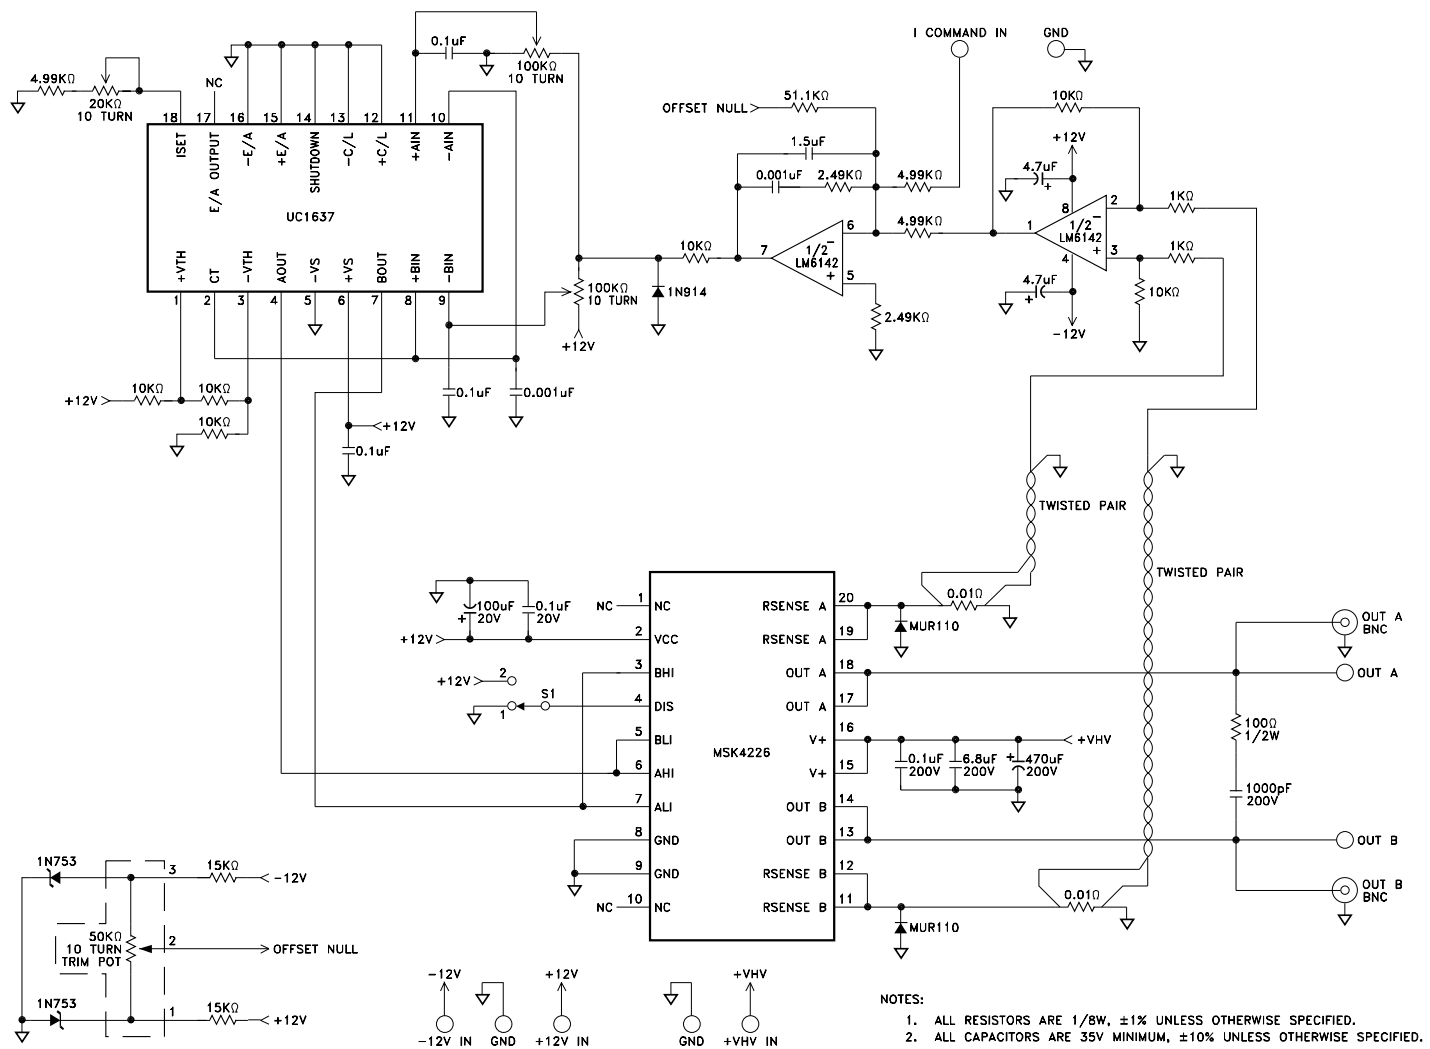 I COMMAND IN
GND
0.1uF
100KΩ
10 TURN
4.99KΩ
20KΩ
10 TURN
NC
OFFSET NULL
51.1KΩ
10KΩ
+12V
1.5uF
0.001uF
2.49KΩ
4.99KΩ
4.99KΩ
4.7uF
+
8
1KΩ
1KΩ
18
17
16
15
14
13
12
11
10
ISET
E/A OUTPUT
-E/A
+E/A
SHUTDOWN
-C/L
+C/L
+AIN
-AIN
UC1637
+VTH
CT
-VTH
AOUT
-VS
+VS
BOUT
+BIN
-BIN
1
2
3
4
5
6
7
8
9
100KΩ
10 TURN
+12V
1N914
10KΩ
7
1/2
LM6142
-
+
6
5
2.49KΩ
1
1/2
LM6142
-
+
2
3
4
4.7uF
+
-12V
10KΩ
+12V
10KΩ
10KΩ
10KΩ
+12V
0.1uF
0.1uF
0.001uF
TWISTED PAIR
TWISTED PAIR
100uF
20V
+
0.1uF
20V
+12V
+12V
2
1
S1
NC
1
2
3
4
5
6
7
8
9
10
NC
NC
VCC
BHI
DIS
BLI
AHI
ALI
GND
GND
NC
MSK4226
RSENSE A
RSENSE A
OUT A
OUT A
V+
V+
OUT B
OUT B
RSENSE B
RSENSE B
20
19
18
17
16
15
14
13
12
11
0.01Ω
MUR110
OUT A
BNC
OUT A
100Ω
1/2W
+VHV
0.1uF
200V
6.8uF
200V
+
470uF
200V
1000pF
200V
OUT B
0.01Ω
OUT B
BNC
MUR110
1N753
3
15KΩ
-12V
50KΩ
10 TURN
TRIM POT
2
OFFSET NULL
1N753
1
15KΩ
+12V
-12V
-12V IN
GND
+12V
+12V IN
GND
+VHV
+VHV IN
NOTES:
1. ALL RESISTORS ARE 1/8W, ±1% UNLESS OTHERWISE SPECIFIED.
2. ALL CAPACITORS ARE 35V MINIMUM, ±10% UNLESS OTHERWISE SPECIFIED.